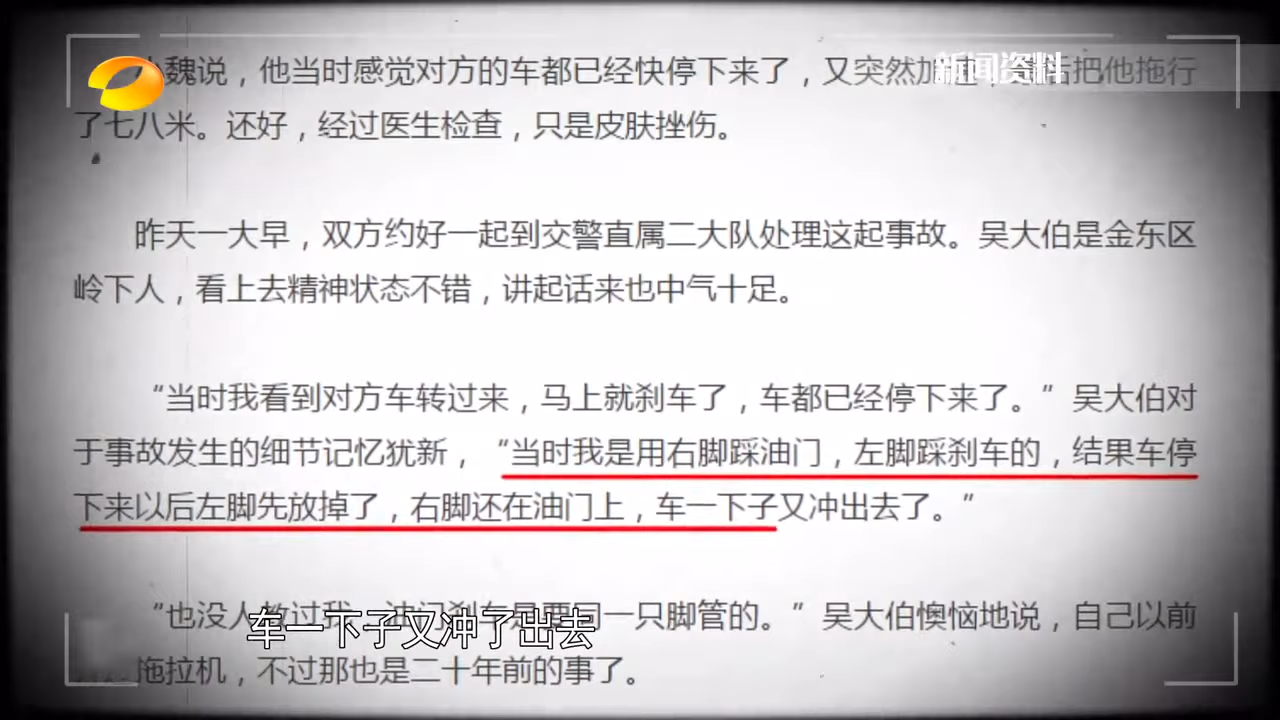 小魏说，他当时感觉对方的车都已经快停下来了，又突然加
后把他拖行
新闻资料
了七八米。还好，经过医生检查，只是皮肤挫伤。
昨天一大早，双方约好一起到交警直属二大队处理这起事故。吴大伯是金东区
岭下人，看上去精神状态不错，讲起话来也中气十足。
“当时我看到对方车转过来，马上就刹车了，车都已经停下来了。”吴大伯对
于事故发生的细节记忆犹新，“当时我是用右脚踩油门，左脚踩刹车的，结果车停
下来以后左脚先放掉了，右脚还在油门上，车一下子又冲出去了。”
“也没人教过我，油门刹车是要同一只脚管的。”吴大伯懊恼地说，自己以前
车一下子又冲了出去
拖拉机，不过那也是二十年前的事了。